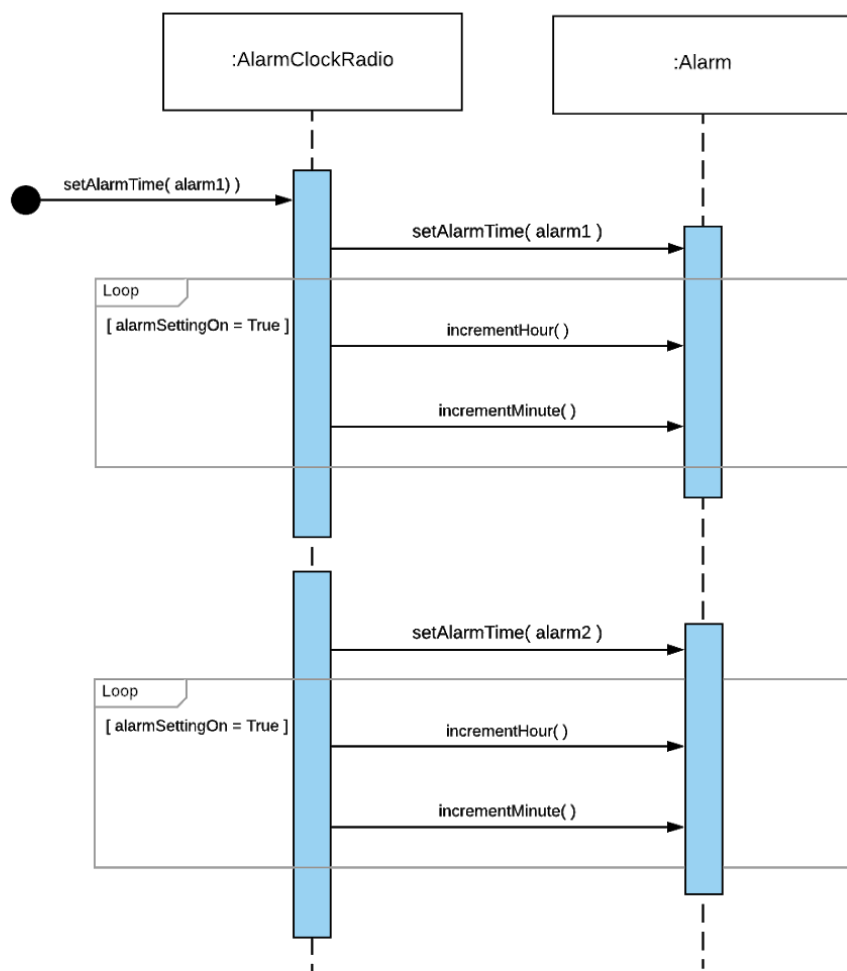 :AlarmClockRadio
:Alarm
setAlarmTime( alarm1) )
setAlarmTime( alarm1 )
Loop
[ alarmSettingOn = True ]
incrementHour( )
incrementMinute( )
setAlarmTime( alarm2 )
Loop
[ alarmSettingOn = True ]
incrementHour( )
incrementMinute( )